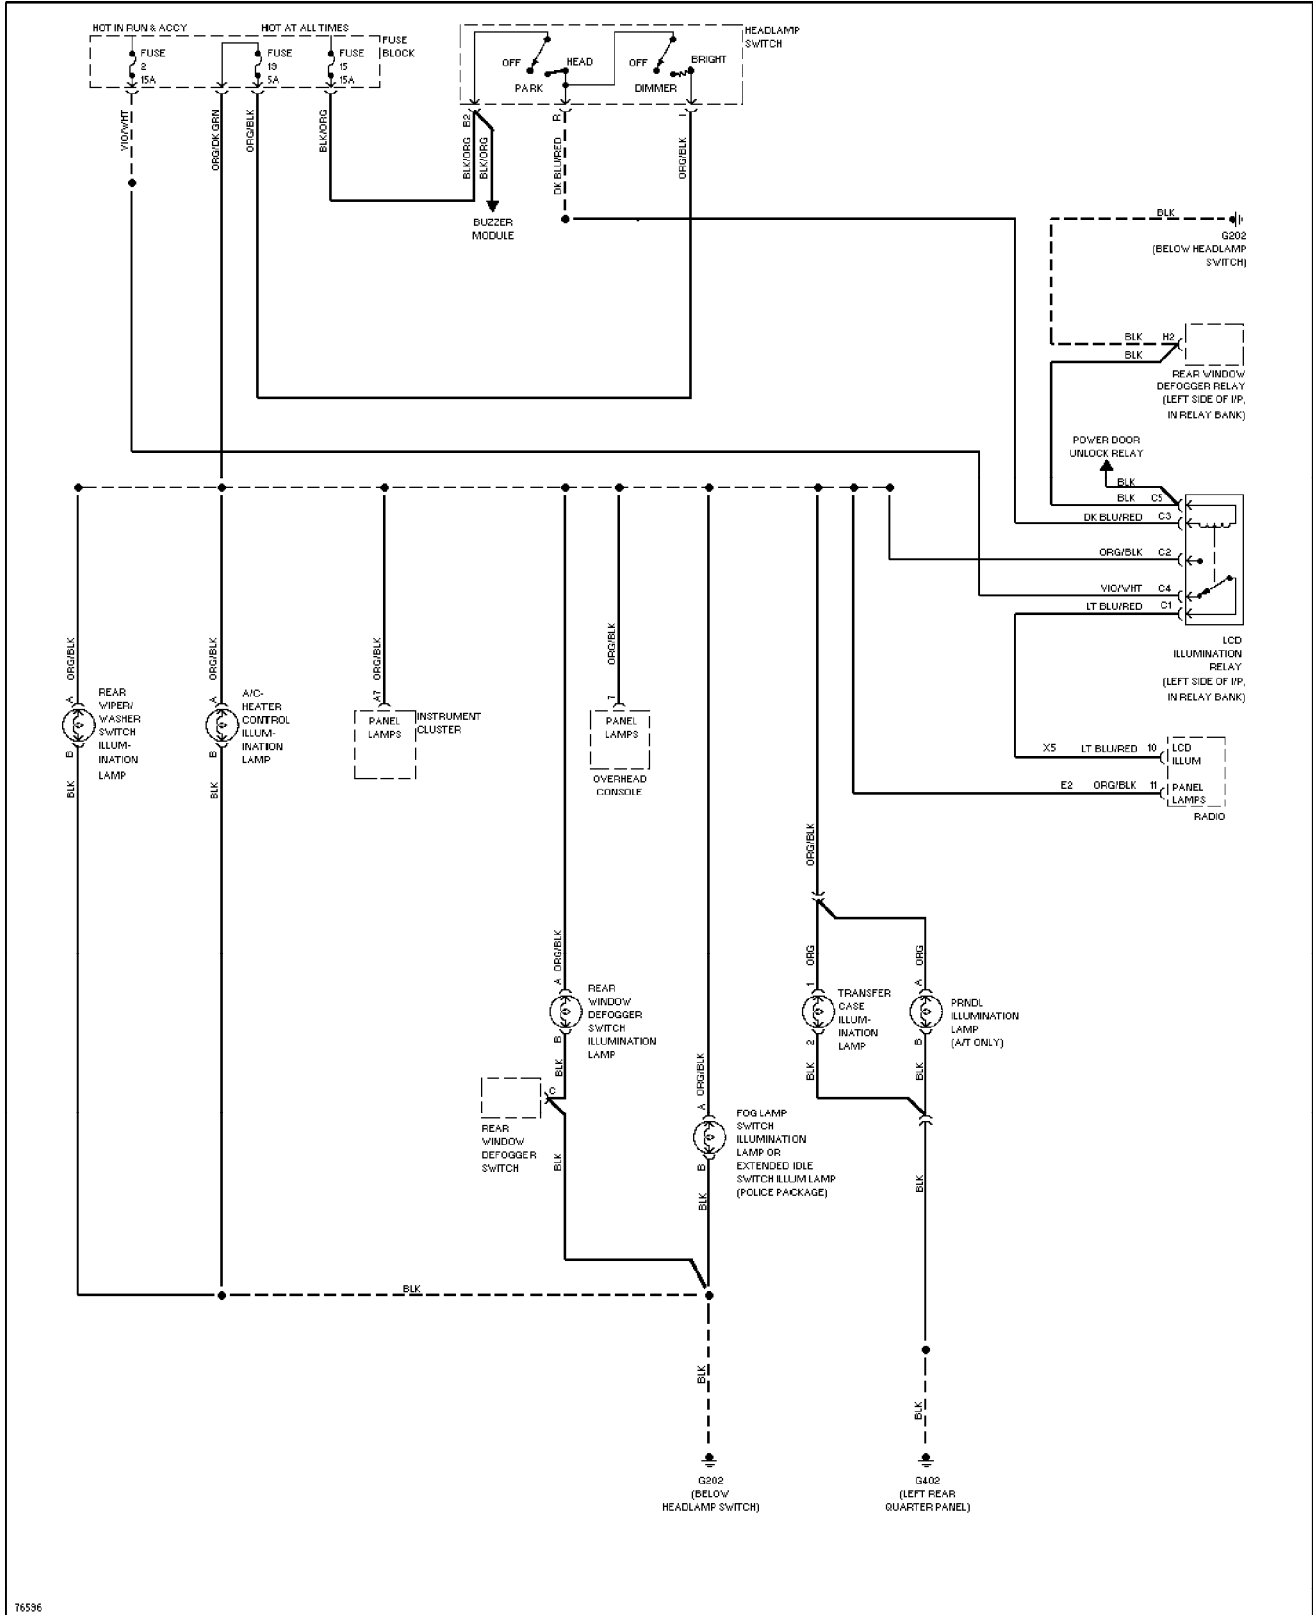 HOT IN RUN & ACCY
HOT AT ALL TIMES
FUSE
BLOCK
FUSE
2
15A
FUSE
19
5A
FUSE
15
15A
HEADLAMP
SWITCH
OFF
HEAD
PARK
OFF
BRIGHT
DIMMER
VIO/WHT
ORG/DK GRN
ORG/BLK
BLK/ORG
B2
BLK/ORG
BLK/ORG
R
DK BLU/RED
I
ORG/BLK
BUZZER
MODULE
BLK
G202
(BELOW HEADLAMP
SWITCH)
BLK
H2
BLK
REAR WINDOW
DEFOGGER RELAY
(LEFT SIDE OF I/P,
IN RELAY BANK)
POWER DOOR
UNLOCK RELAY
BLK
BLK
C5
DK BLU/RED
C3
ORG/BLK
C2
VIO/WHT
C4
LT BLU/RED
C1
LCD
ILLUMINATION
RELAY
(LEFT SIDE OF I/P,
IN RELAY BANK)
X5
LT BLU/RED
10
LCD
ILLUM
E2
ORG/BLK
11
PANEL
LAMPS
RADIO
ORG/BLK
A
REAR
WIPER/
WASHER
SWITCH
ILLUM-
INATION
LAMP
B
BLK
ORG/BLK
A
A/C-
HEATER
CONTROL
ILLUM-
INATION
LAMP
B
BLK
ORG/BLK
A7
PANEL
LAMPS
INSTRUMENT
CLUSTER
ORG/BLK
7
PANEL
LAMPS
OVERHEAD
CONSOLE
ORG/BLK
A
REAR
WINDOW
DEFOGGER
SWITCH
ILLUMINATION
LAMP
B
BLK
C
REAR
WINDOW
DEFOGGER
SWITCH
BLK
ORG/BLK
A
FOG LAMP
SWITCH
ILLUMINATION
LAMP OR
EXTENDED IDLE
SWITCH ILLUM LAMP
(POLICE PACKAGE)
B
BLK
ORG/BLK
ORG
1
TRANSFER
CASE
ILLUM-
INATION
LAMP
2
BLK
ORG
A
PRNDL
ILLUMINATION
LAMP
(A/T ONLY)
B
BLK
BLK
BLK
BLK
BLK
G202
(BELOW
HEADLAMP SWITCH)
G402
(LEFT REAR
QUARTER PANEL)
76596